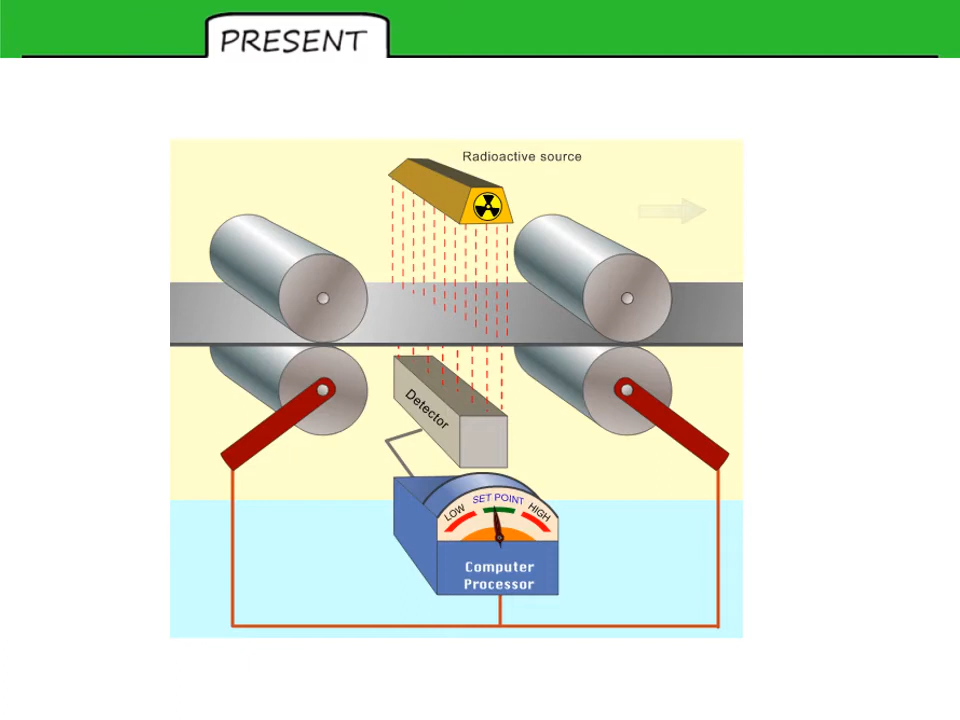 PRESENT
Radioactive source
Detector
SET POINT
LOW
HIGH
Computer
Processor